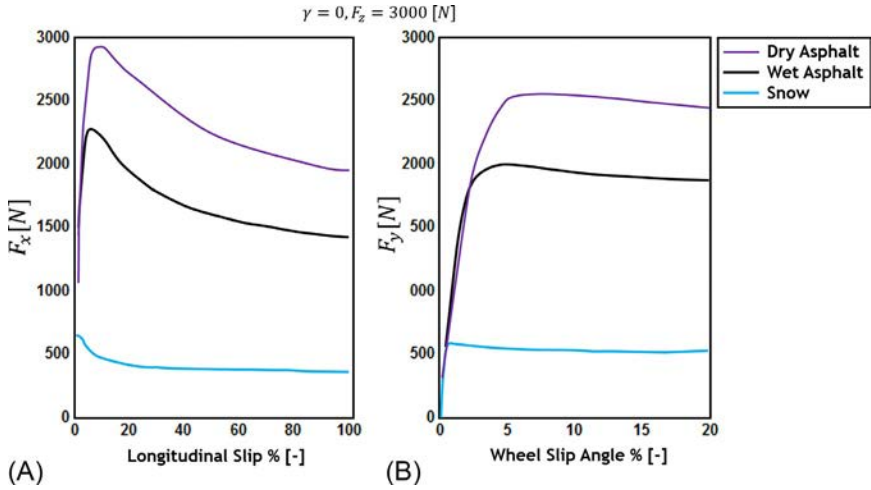 γ = 0, F_z = 3000 [N]
3000
2500
2000
1500
1000
500
0
F_x [N]
0 20 40 60 80 100
Longitudinal Slip % [-]
(A)
3000
2500
2000
500
000
500
0
F_y [N]
0 5 10 15 20
Wheel Slip Angle % [-]
(B)
Dry Asphalt
Wet Asphalt
Snow